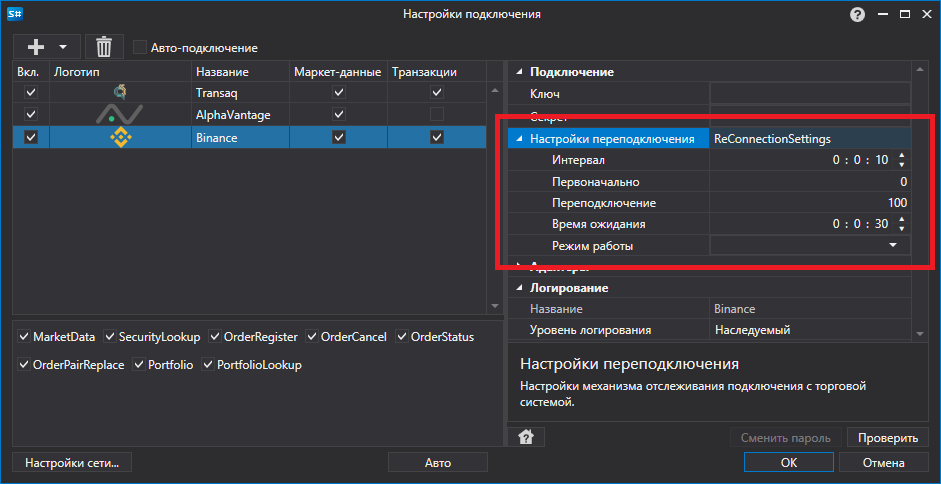 S#
Настройки подключения
?
Авто-подключение
Вкл. Логотип Название Маркет-данные Транзакции
Transaq
AlphaVantage
Binance
MarketData SecurityLookup OrderRegister OrderCancel OrderStatus
OrderPairReplace Portfolio PortfolioLookup
Подключение
Ключ
Секрет
Настройки переподключения ReConnectionSettings
Интервал 0 : 0 : 10
Первоначально 0
Переподключение 100
Время ожидания 0 : 0 : 30
Режим работы
Адаптеры
Логирование
Название Binance
Уровень логирования Наследуемый
Настройки переподключения
Настройки механизма отслеживания подключения с торговой
системой.
?
Сменить пароль Проверить
Настройки сети... Авто OK Отмена